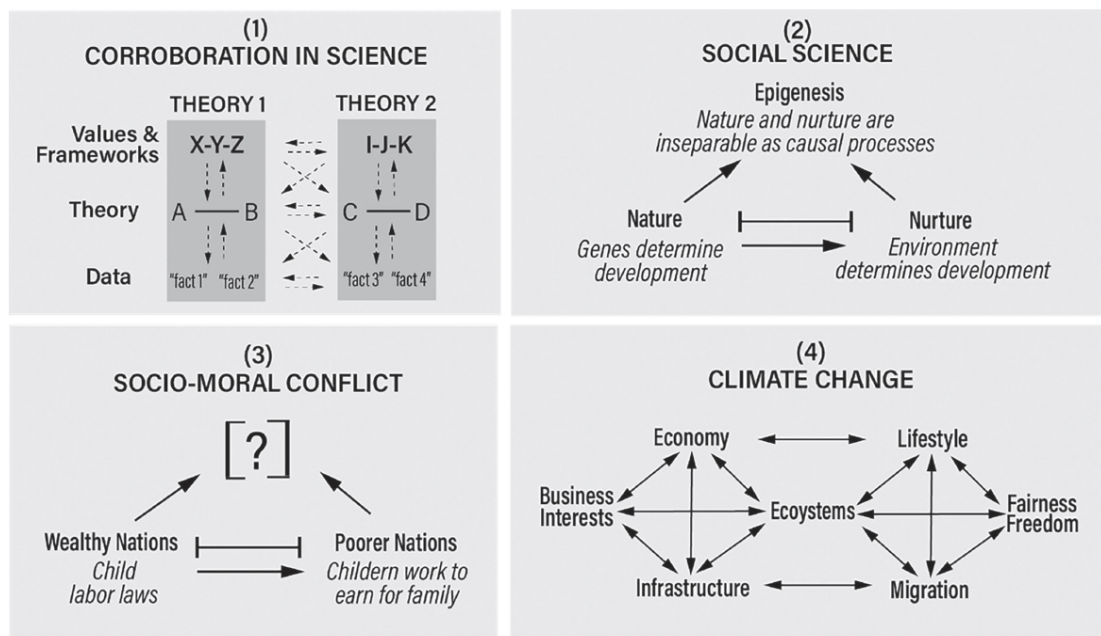 (1)
CORROBORATION IN SCIENCE
THEORY 1 THEORY 2
Values & Frameworks X-Y-Z I-J-K
Theory A B C D
Data "fact 1" "fact 2" "fact 3" "fact 4"
(2)
SOCIAL SCIENCE
Epigenesis
Nature and nurture are
inseparable as causal processes
Nature Nurture
Genes determine Environment
development determines development
(3)
SOCIO-MORAL CONFLICT
[?]
Wealthy Nations Poorer Nations
Child Childern work to
labor laws earn for family
(4)
CLIMATE CHANGE
Economy Lifestyle
Business
Interests Ecoystems Fairness
Freedom
Infrastructure Migration